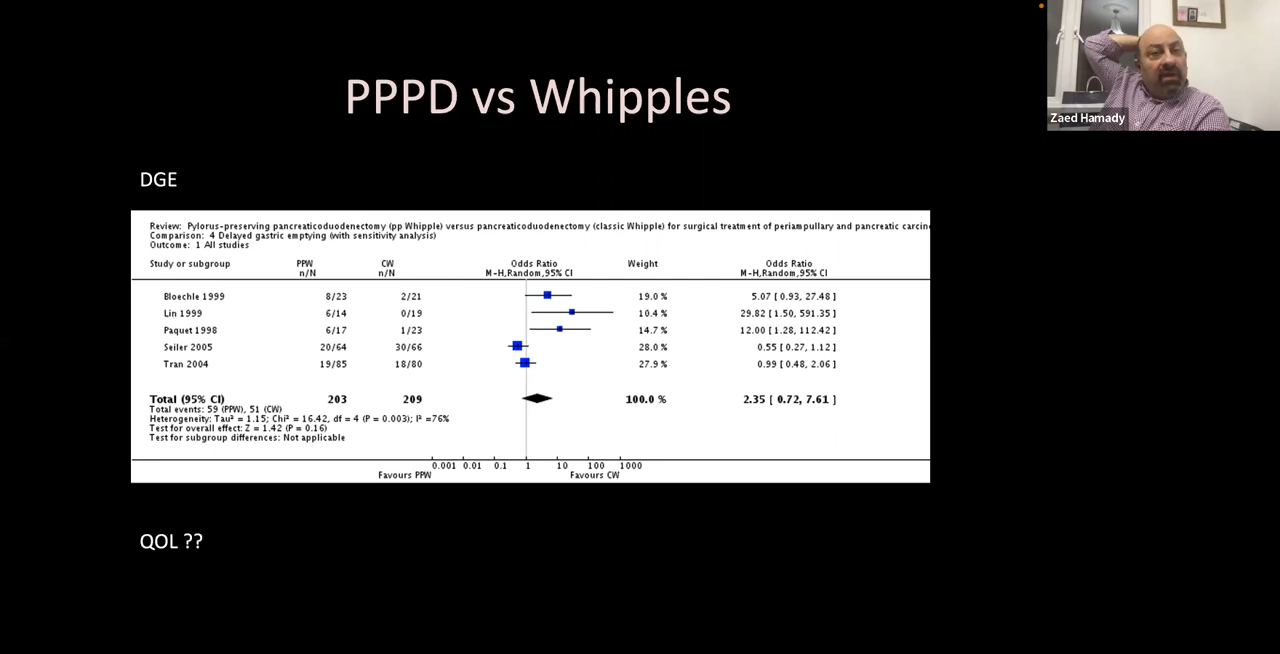 PPPD vs Whipples
Zaed Hamady
DGE
Review: Pylorus-preserving pancreaticoduodenectomy (pp Whipple) versus pancreaticoduodenectomy (classic Whipple) for surgical treatment of periampullary and pancreatic carcino
Comparison: 4 Delayed gastric emptying (with sensitivity analysis)
Outcome: 1 All studies
Study or subgroup PPW CW Odds Ratio Weight Odds Ratio
n/N n/N M-H,Random,95% CI M-H,Random,95% CI
Bloechle 1999 8/23 2/21 19.0 % 5.07 [ 0.93, 27.48 ]
Lin 1999 6/14 0/19 10.4 % 29.82 [ 1.50, 591.35 ]
Paquet 1998 6/17 1/23 14.7 % 12.00 [ 1.28, 112.42 ]
Seiler 2005 20/64 30/66 28.0 % 0.55 [ 0.27, 1.12 ]
Tran 2004 19/85 18/80 27.9 % 0.99 [ 0.48, 2.06 ]
Total (95% CI) 203 209 100.0 % 2.35 [ 0.72, 7.61 ]
Total events: 59 (PPW), 51 (CW)
Heterogeneity: Tau² = 1.15; Chi² = 16.42, df = 4 (P = 0.003); I² =76%
Test for overall effect: Z = 1.42 (P = 0.16)
Test for subgroup differences: Not applicable
0.001 0.01 0.1 1 10 100 1000
Favours PPW Favours CW
QOL ??